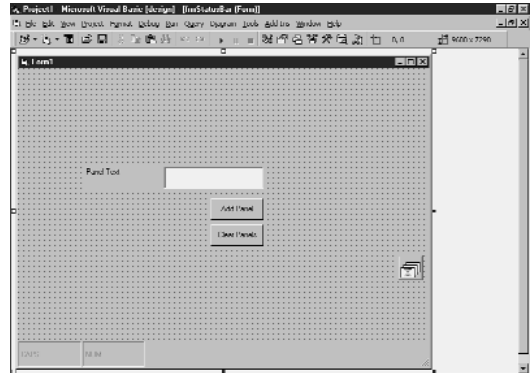 Project1 Microsoft Visual Basic [design] [frmStatusBar (Form)]
File Edit View Project Format Debug Run Query Diagram Tools Add-Ins Window Help
0, 0 9600 x 7290
Form1
Panel Text
Add Panel
Clear Panels
CAPS NUM